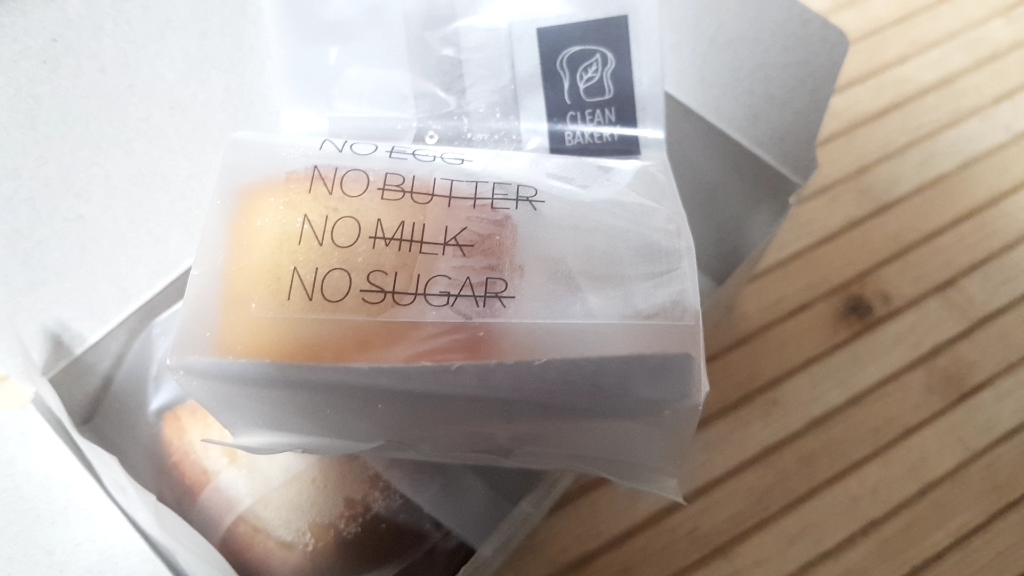 CLEAN
BAKERY
NO EGG
NO BUTTER
NO MILK
NO SUGAR